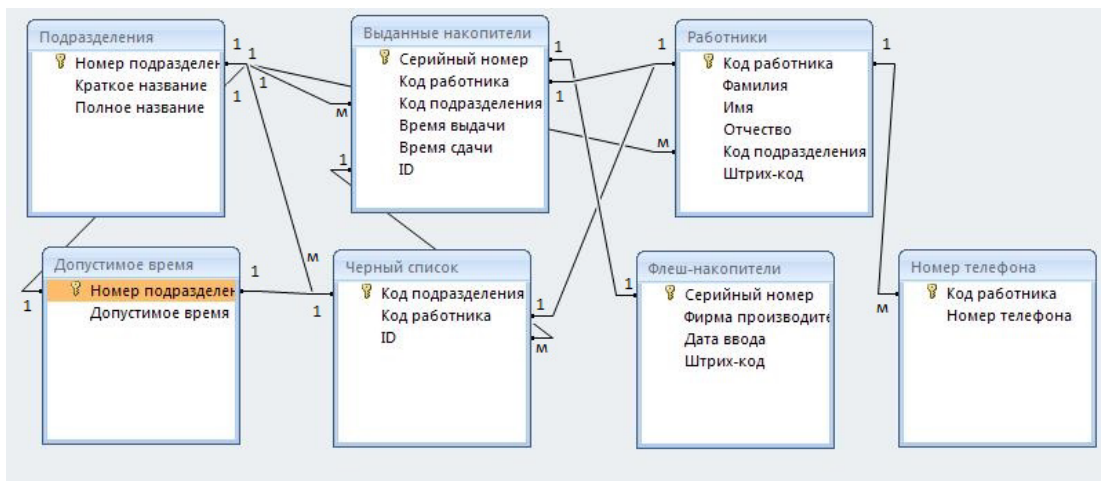 Подразделения
Номер подразделен
Краткое название
Полное название
1
1
1
1
Выданные накопители
Серийный номер
Код работника
Код подразделения
Время выдачи
Время сдачи
ID
м
1
1
1
Работники
Код работника
Фамилия
Имя
Отчество
Код подразделения
Штрих-код
1
м
1
Допустимое время
Номер подразделен
Допустимое время
1
1
Черный список
Код подразделения
Код работника
ID
м
1
1
м
Флеш-накопители
Серийный номер
Фирма производите
Дата ввода
Штрих-код
1
Номер телефона
Код работника
Номер телефона
м